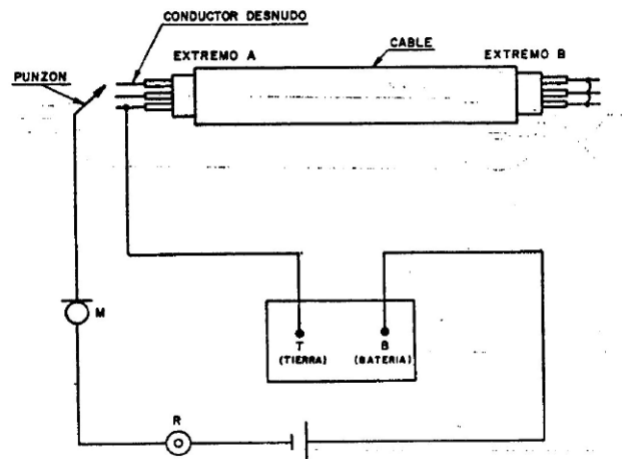 CONDUCTOR DESNUDO
EXTREMO A
CABLE
EXTREMO B
PUNZON
M
T
(TIERRA)
B
(BATERIA)
R